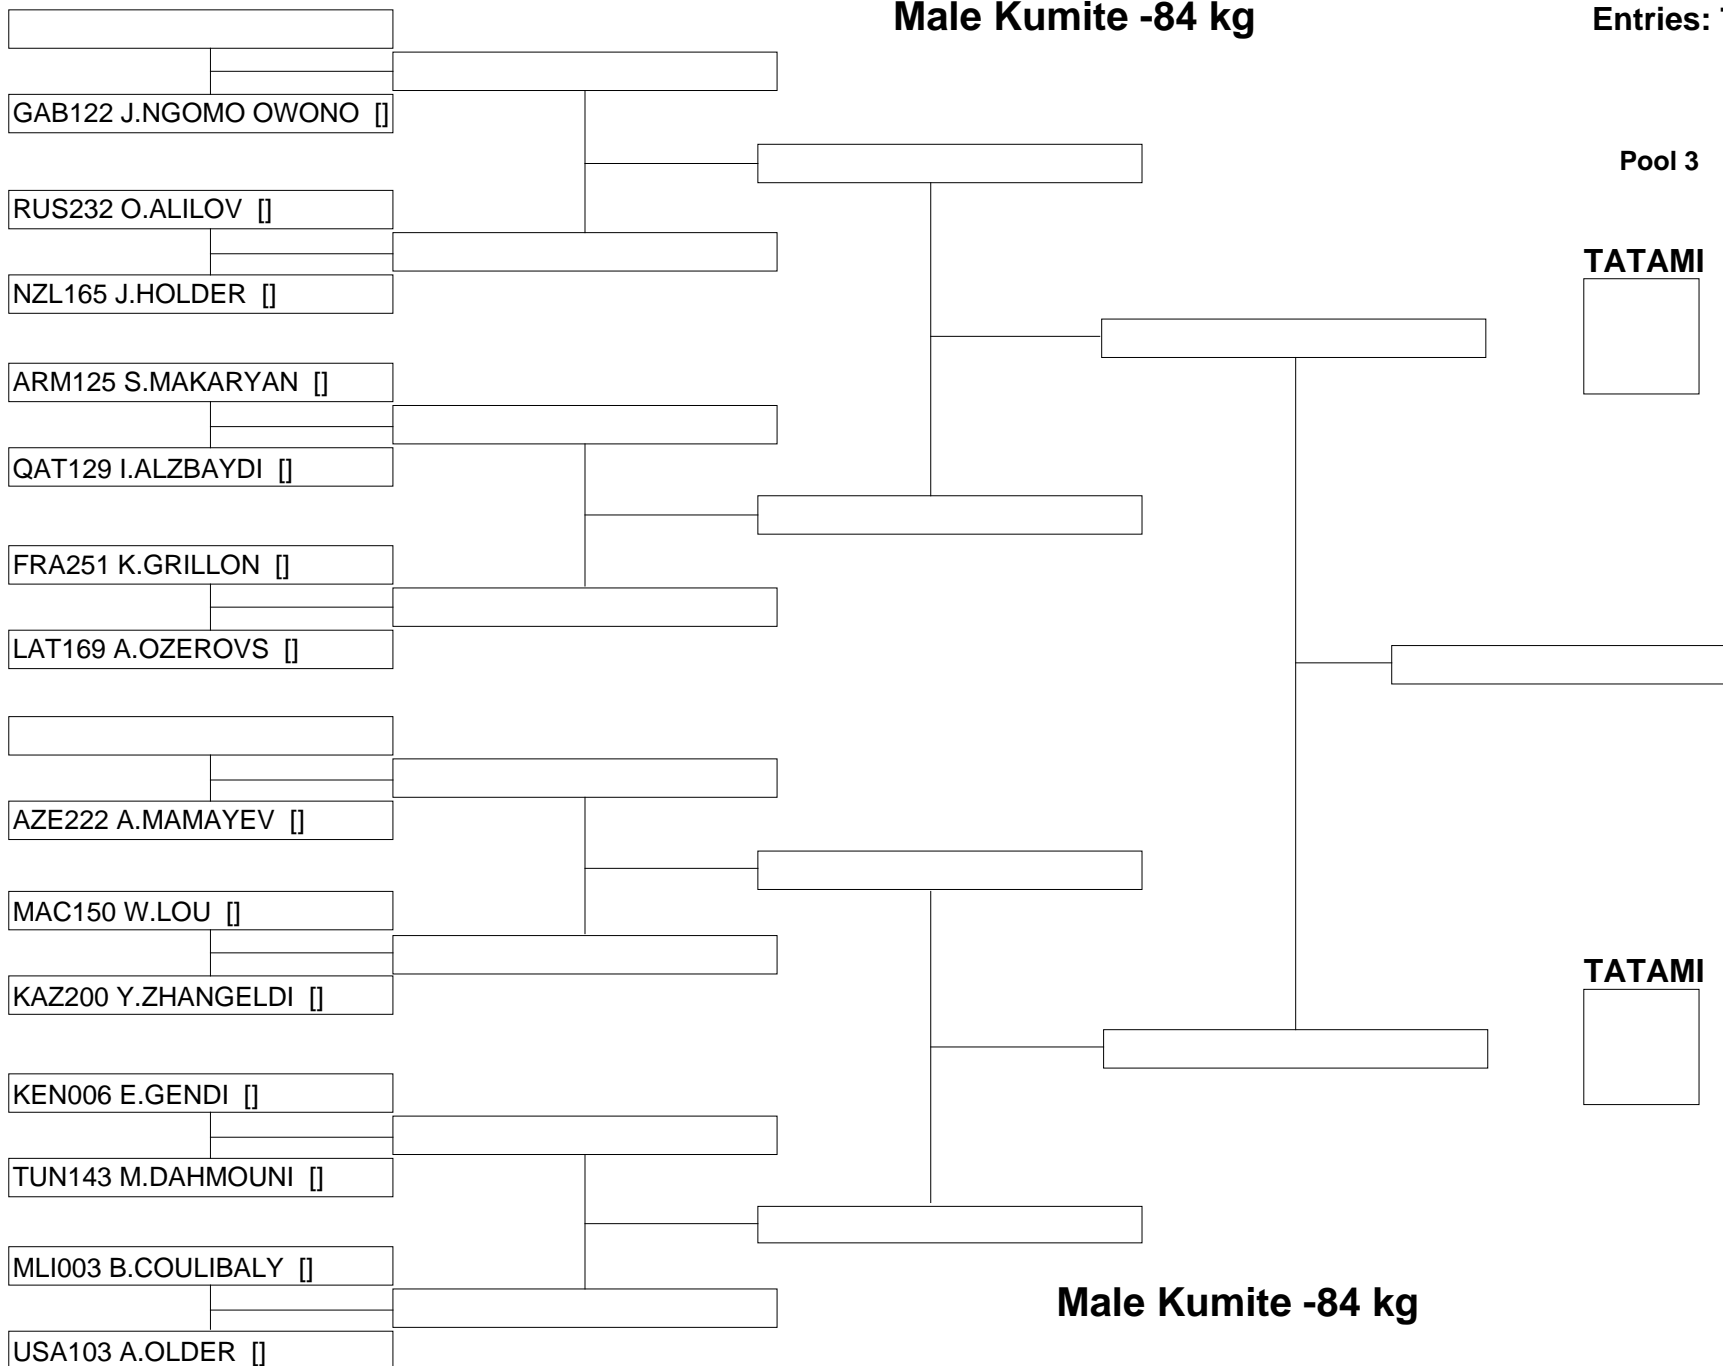 Male Kumite -84 kg
Entries:
GAB122 J.NGOMO OWONO []
Pool 3
RUS232 O.ALILOV []
TATAMI
NZL165 J.HOLDER []
ARM125 S.MAKARYAN []
QAT129 I.ALZBAYDI []
FRA251 K.GRILLON []
LAT169 A.OZEROVS []
AZE222 A.MAMAYEV []
MAC150 W.LOU []
TATAMI
KAZ200 Y.ZHANGELDI []
KEN006 E.GENDI []
TUN143 M.DAHMOUNI []
MLI003 B.COULIBALY []
Male Kumite -84 kg
USA103 A.OLDER []